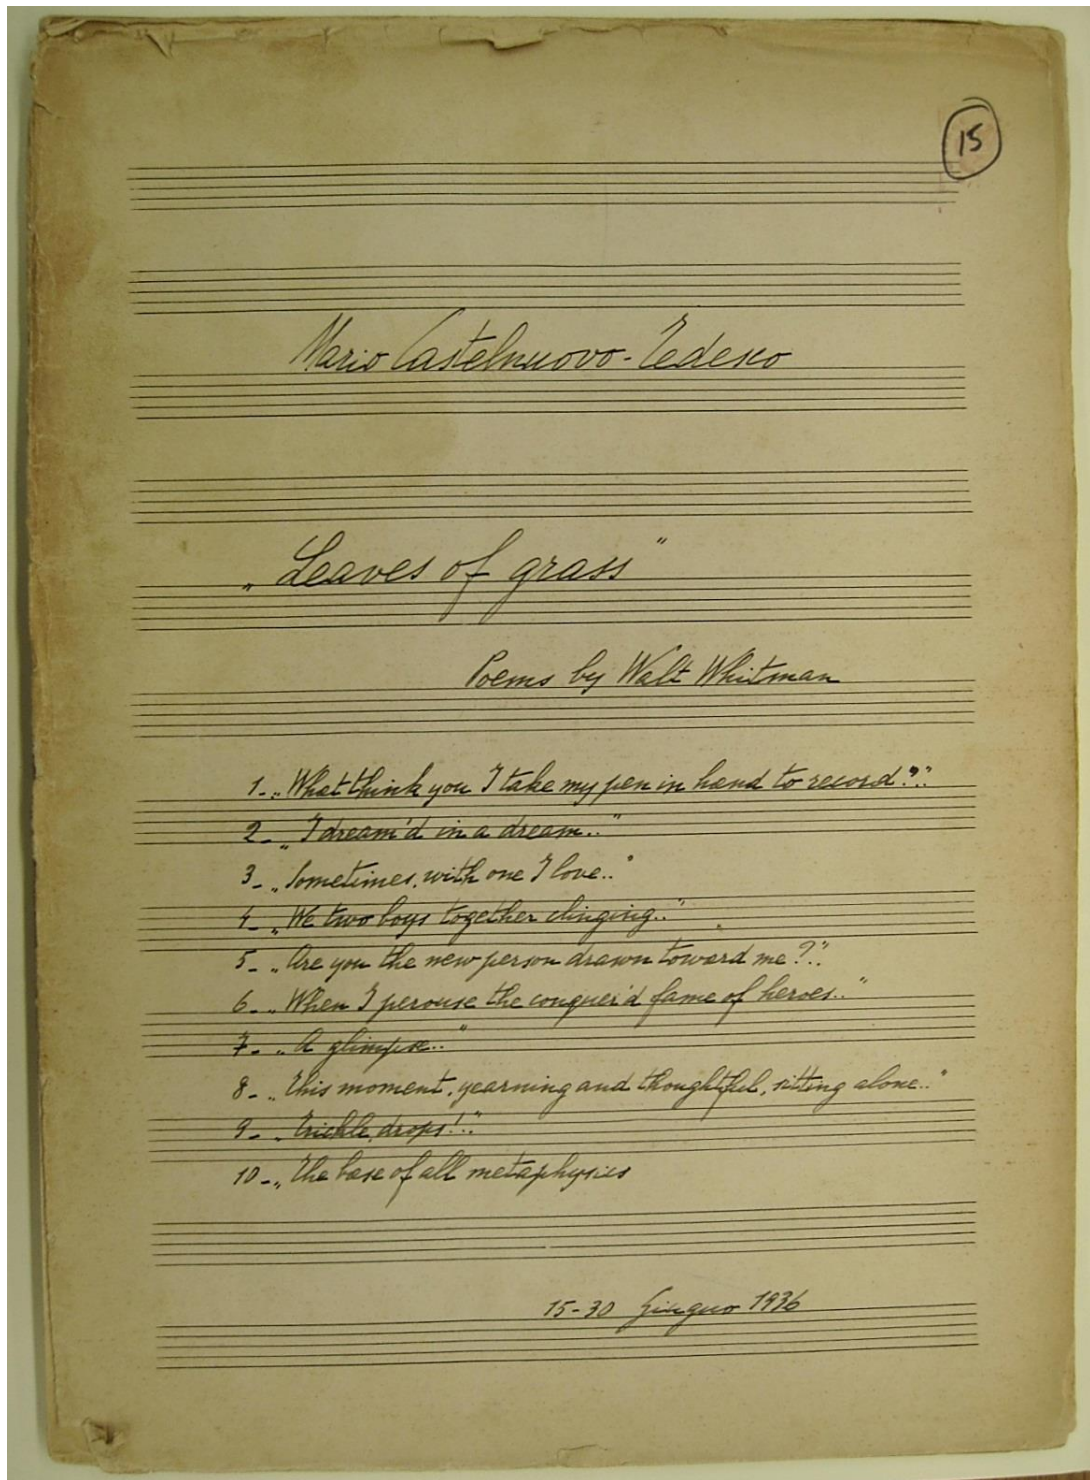 15
Mario Castelnuovo-Tedesco
„Leaves of grass”
Poems by Walt Whitman
1-„What think you I take my pen in hand to record?..”
2-„I dream'd in a dream..”
3-„Sometimes, with one I love..”
4-„We two boys together clinging..”
5-„Are you the new person drawn toward me?..”
6-„When I peruse the conquer'd fame of heroes..”
7-„A glimpse..”
8-„This moment, yearning and thoughtful, sitting alone..”
9-„Trickle, drops!..”
10-„The base of all metaphysics
15-30 Giugno 1936